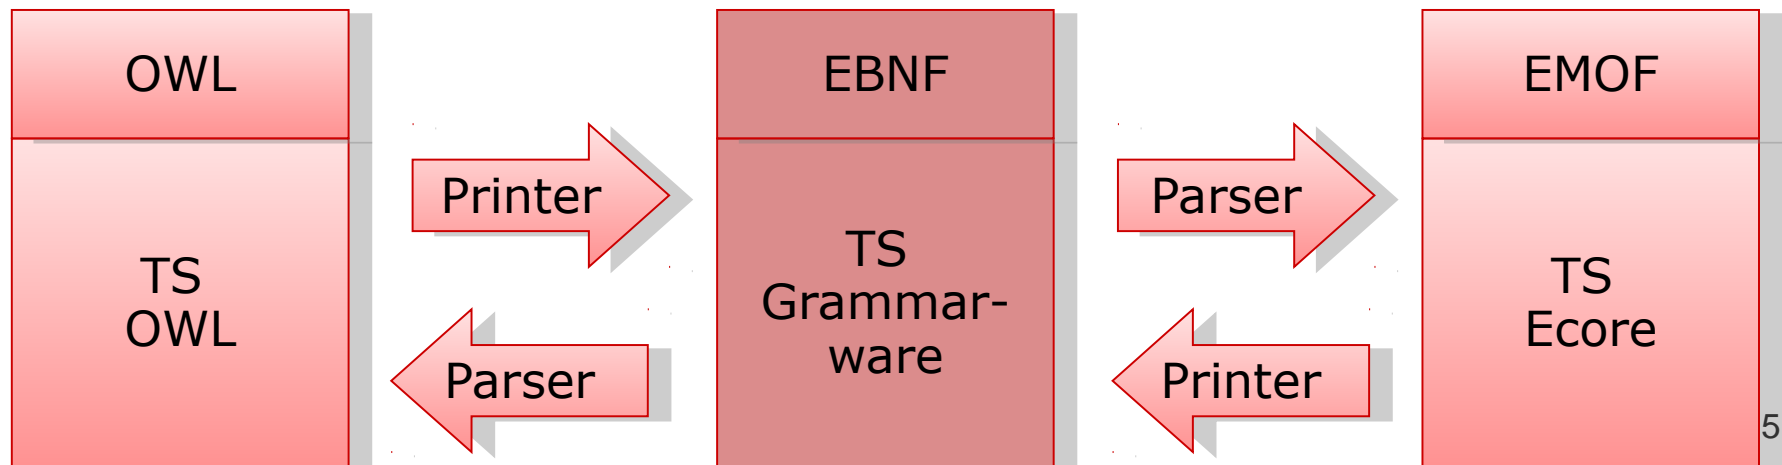 OWL
EBNF
EMOF
Printer
Parser
TS
OWL
TS
Grammar-
ware
TS
Ecore
Parser
Printer
5